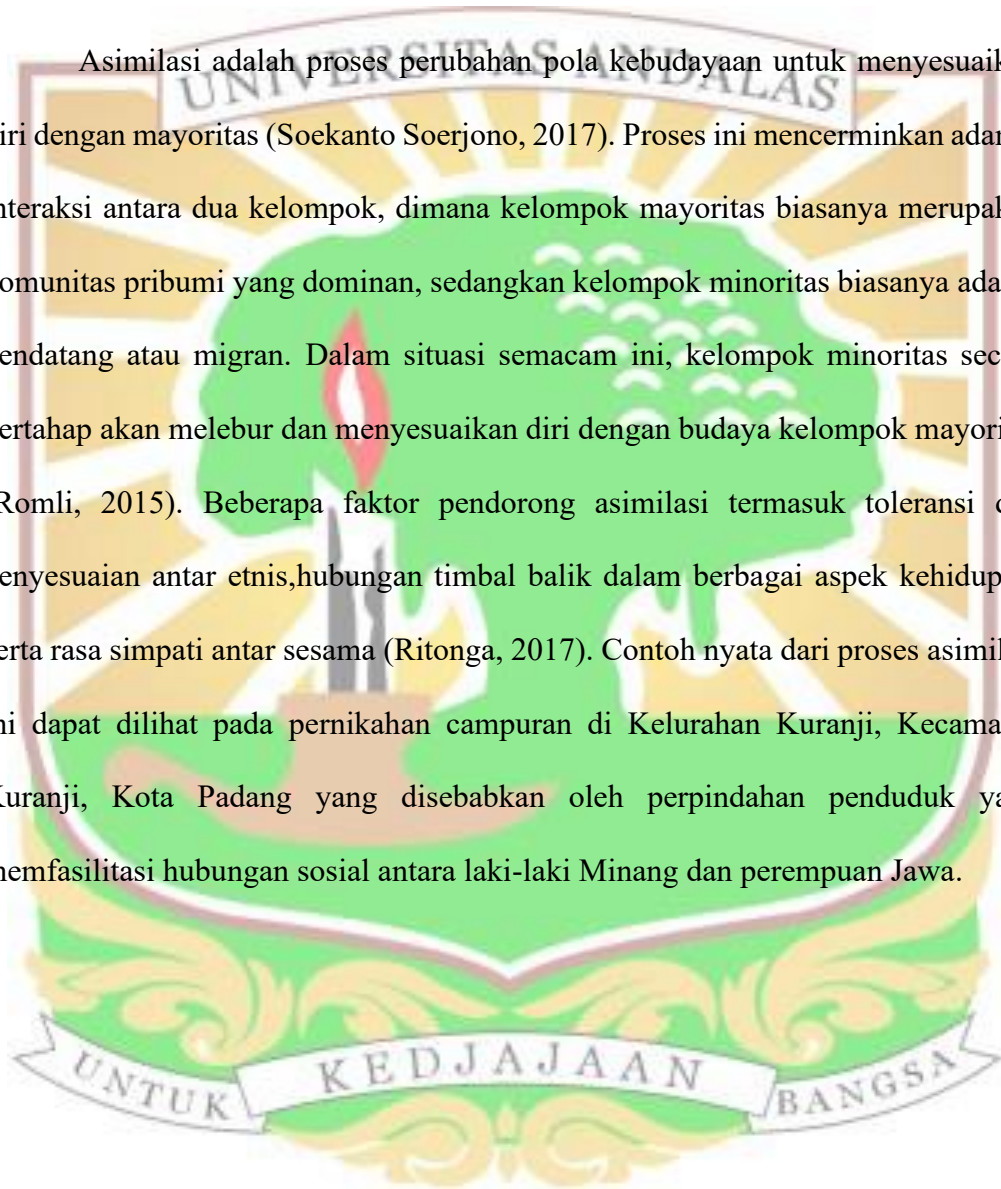 UNIVERSITAS ANDALAS
Asimilasi adalah proses perubahan pola kebudayaan untuk menyesuaik
iri dengan mayoritas (Soekanto Soerjono, 2017). Proses ini mencerminkan adan
nteraksi antara dua kelompok, dimana kelompok mayoritas biasanya merupak
omunitas pribumi yang dominan, sedangkan kelompok minoritas biasanya ada
endatang atau migran. Dalam situasi semacam ini, kelompok minoritas sec
ertahap akan melebur dan menyesuaikan diri dengan budaya kelompok mayori
Romli, 2015). Beberapa faktor pendorong asimilasi termasuk toleransi d
enyesuaian antar etnis,hubungan timbal balik dalam berbagai aspek kehidup
erta rasa simpati antar sesama (Ritonga, 2017). Contoh nyata dari proses asimil
ni dapat dilihat pada pernikahan campuran di Kelurahan Kuranji, Kecama
Kuranji, Kota Padang yang disebabkan oleh perpindahan penduduk ya
memfasilitasi hubungan sosial antara laki-laki Minang dan perempuan Jawa.
UNTUK KEDJAJAAN BANGSA